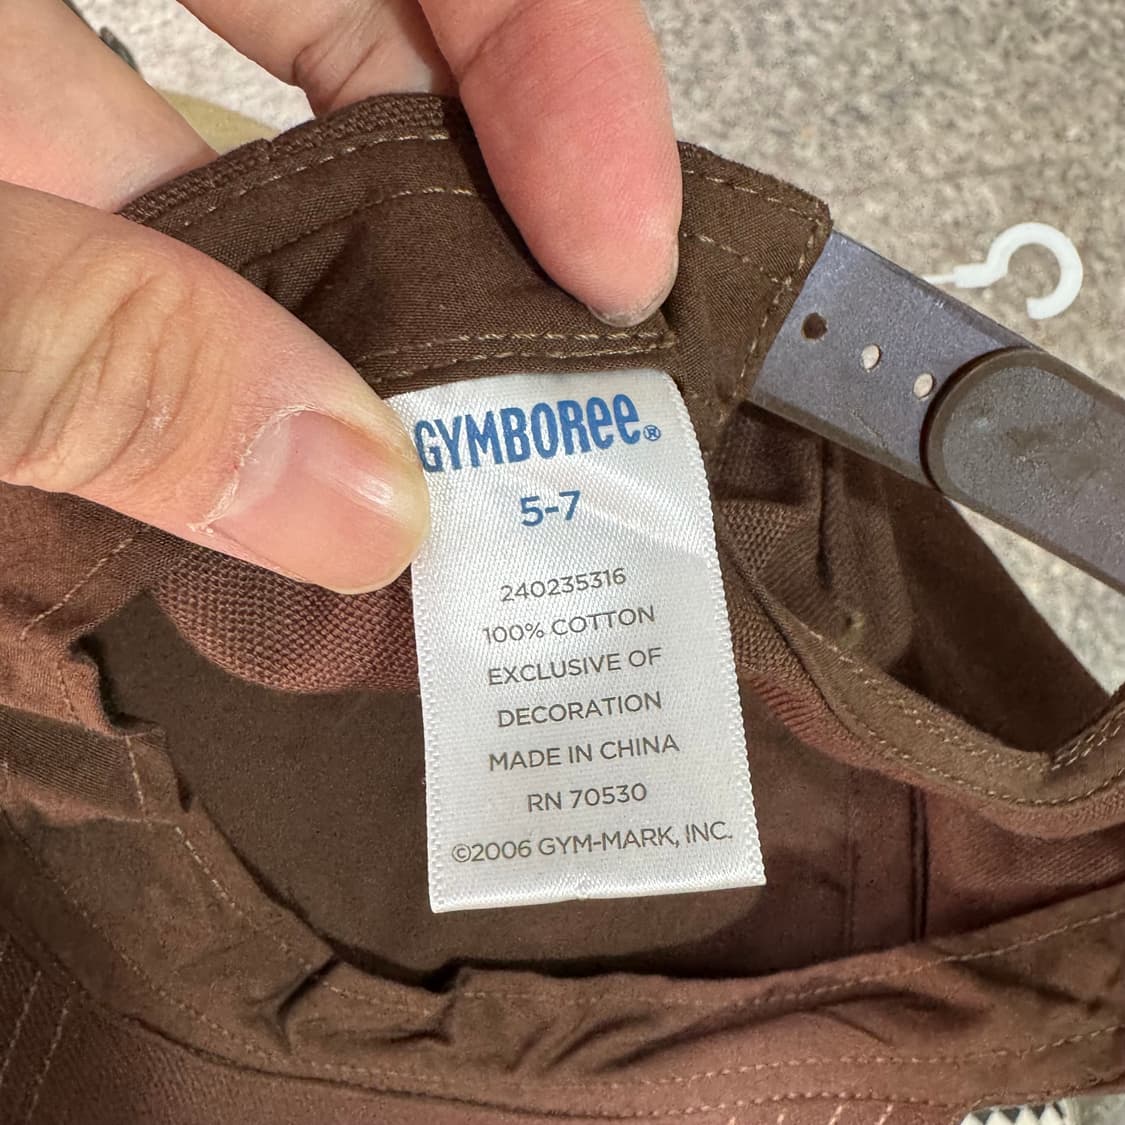 GYMBOREE®
5-7
240235316
100% COTTON
EXCLUSIVE OF
DECORATION
MADE IN CHINA
RN 70530
©2006 GYM-MARK, INC.